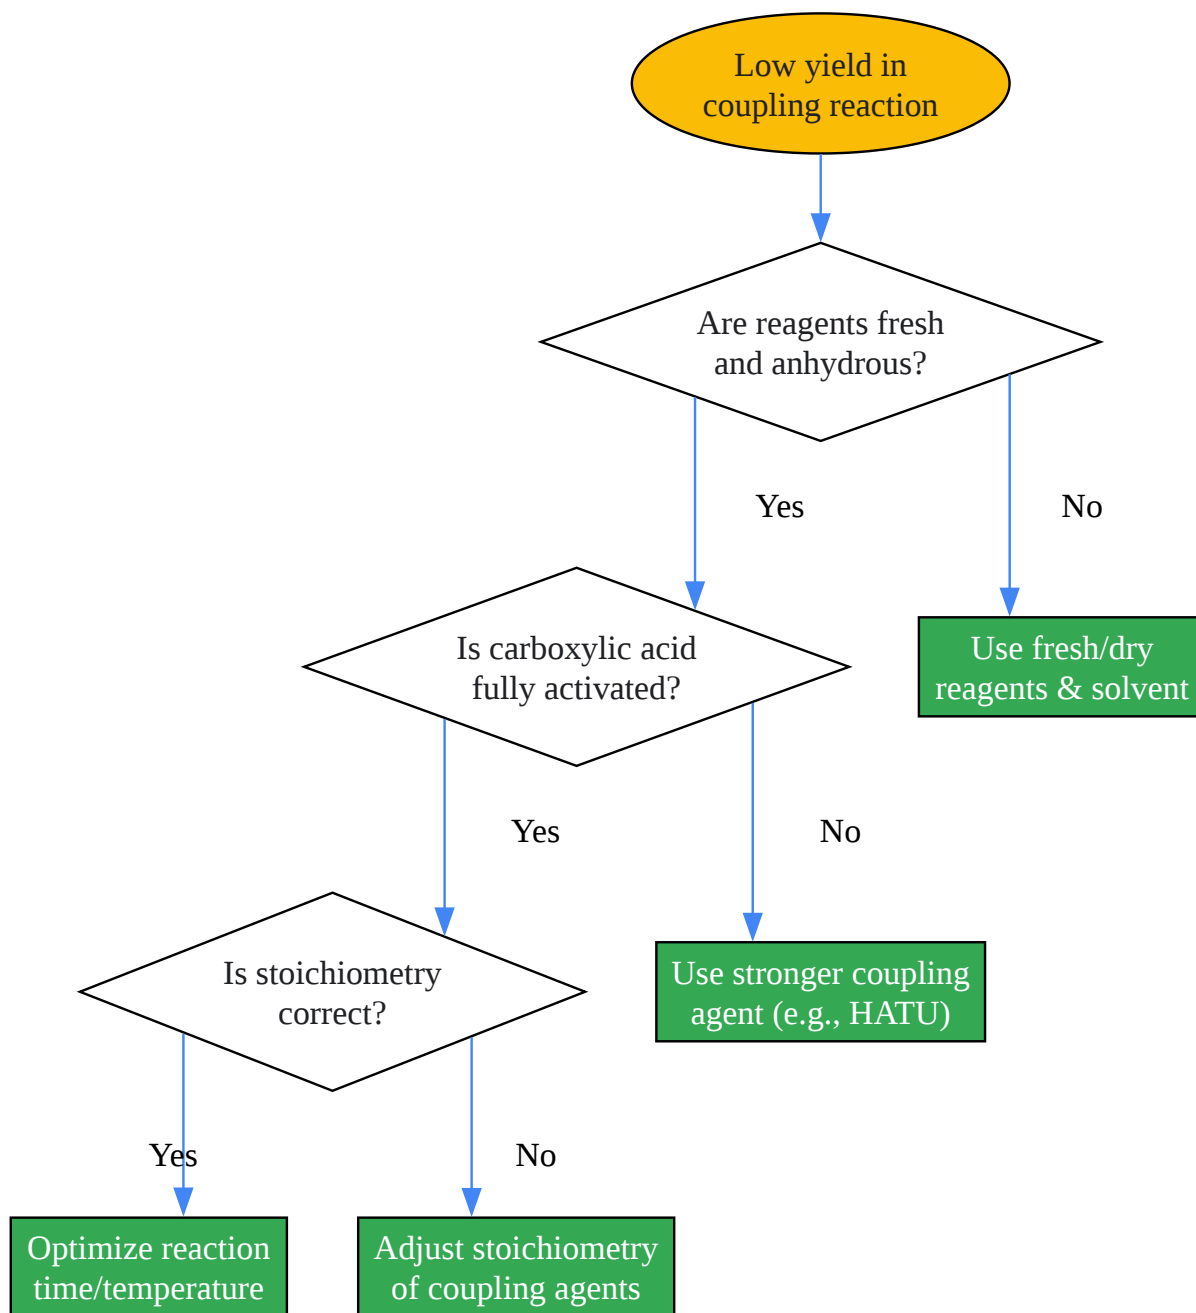 Low yield in
coupling reaction
Are reagents fresh
and anhydrous?
Yes
No
Is carboxylic acid
fully activated?
Use fresh/dry
reagents & solvent
Yes
No
Is stoichiometry
correct?
Use stronger coupling
agent (e.g., HATU)
Yes
No
Optimize reaction
time/temperature
Adjust stoichiometry
of coupling agents